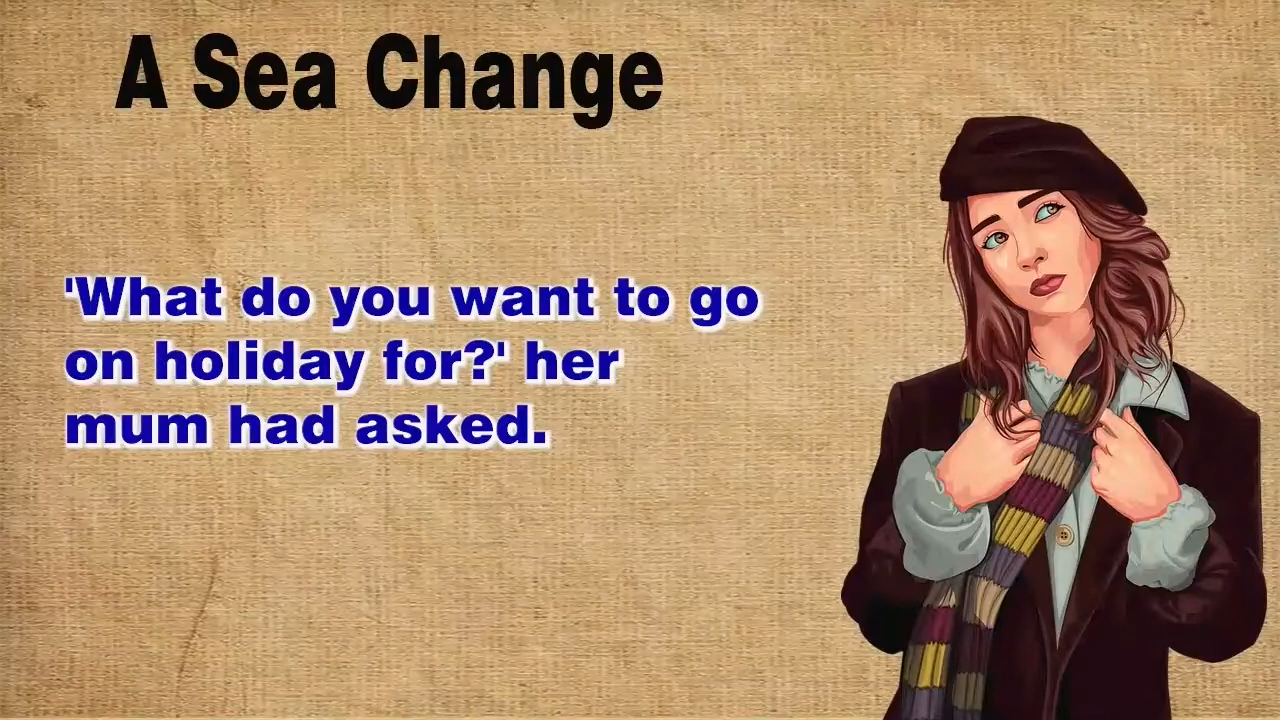 A Sea Change
'What do you want to go
on holiday for?' her
mum had asked.